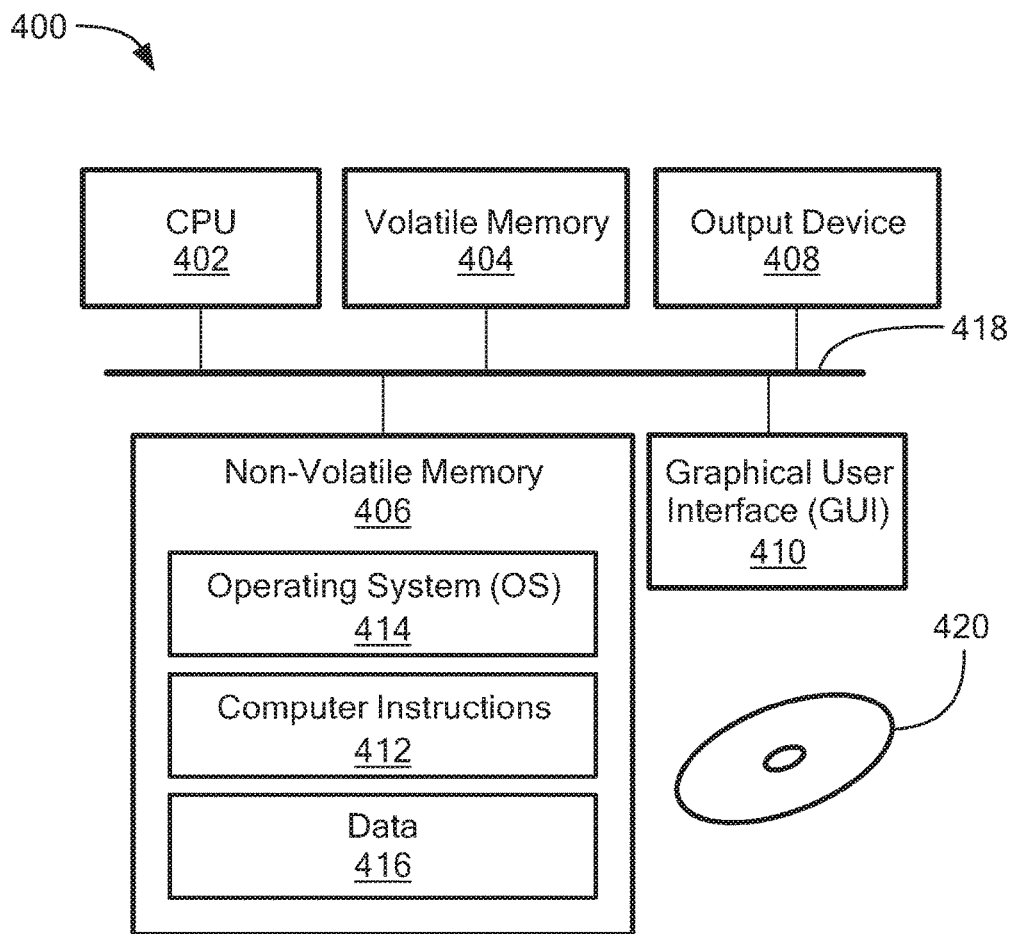 400
CPU
402
Volatile Memory
404
Output Device
408
418
Non-Volatile Memory
406
Graphical User
Interface (GUI)
410
Operating System (OS)
414
Computer Instructions
412
Data
416
420